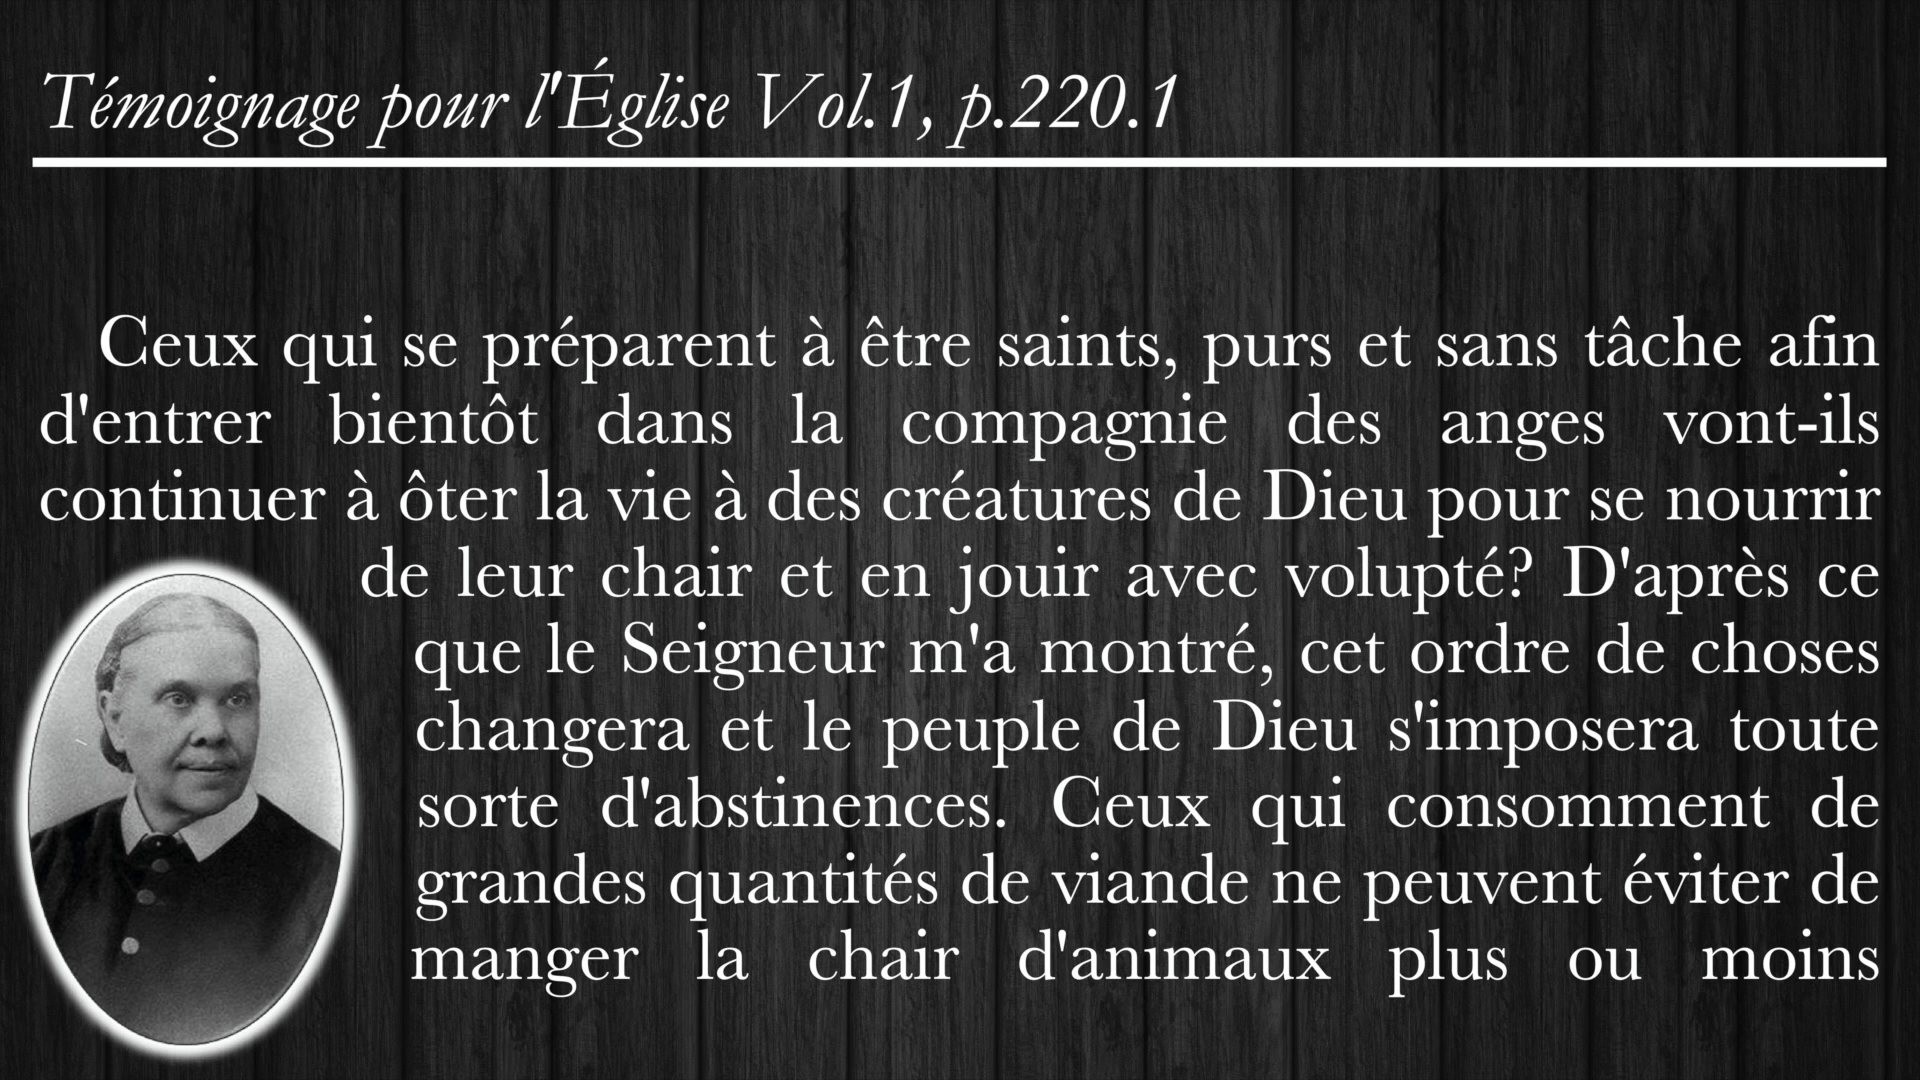 Témoignage pour l'Église Vol.1, p.220.1
Ceux qui se préparent à être saints, purs et sans tâche afin
d'entrer bientôt dans la compagnie des anges vont-ils
continuer à ôter la vie à des créatures de Dieu pour se nourrir
de leur chair et en jouir avec volupté? D'après ce
que le Seigneur m'a montré, cet ordre de choses
changera et le peuple de Dieu s'imposera toute
sorte d'abstinences. Ceux qui consomment de
grandes quantités de viande ne peuvent éviter de
manger la chair d'animaux plus ou moins